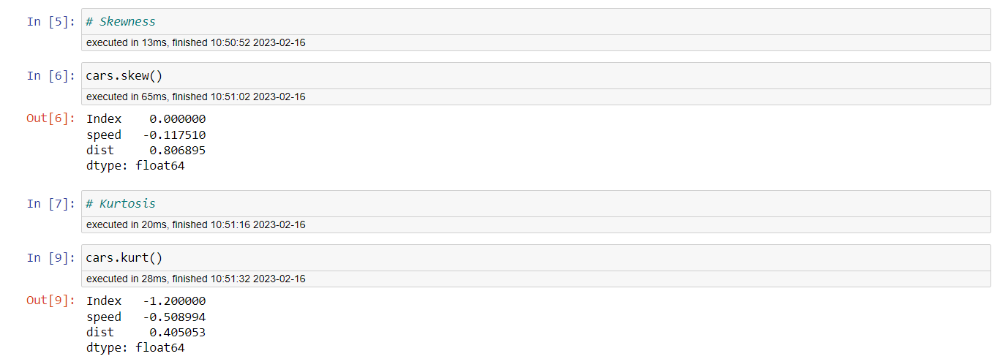 In [5]: # Skewness
executed in 13ms, finished 10:50:52 2023-02-16
In [6]: cars.skew()
executed in 65ms, finished 10:51:02 2023-02-16
Out[6]: Index    0.000000
speed   -0.117510
dist     0.806895
dtype: float64
In [7]: # Kurtosis
executed in 20ms, finished 10:51:16 2023-02-16
In [9]: cars.kurt()
executed in 28ms, finished 10:51:32 2023-02-16
Out[9]: Index   -1.200000
speed   -0.508994
dist     0.405053
dtype: float64